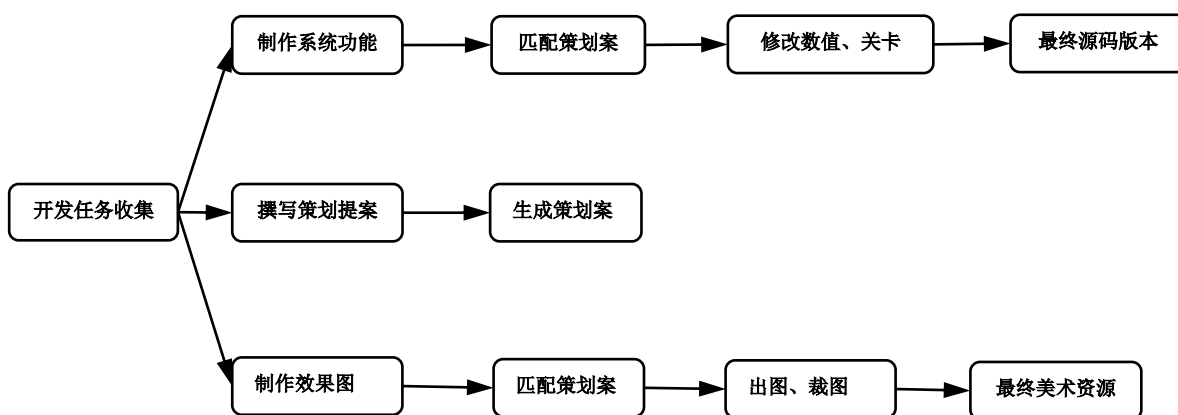 制作系统功能
匹配策划案
修改数值、关卡
最终源码版本
开发任务收集
撰写策划提案
生成策划案
制作效果图
匹配策划案
出图、裁图
最终美术资源